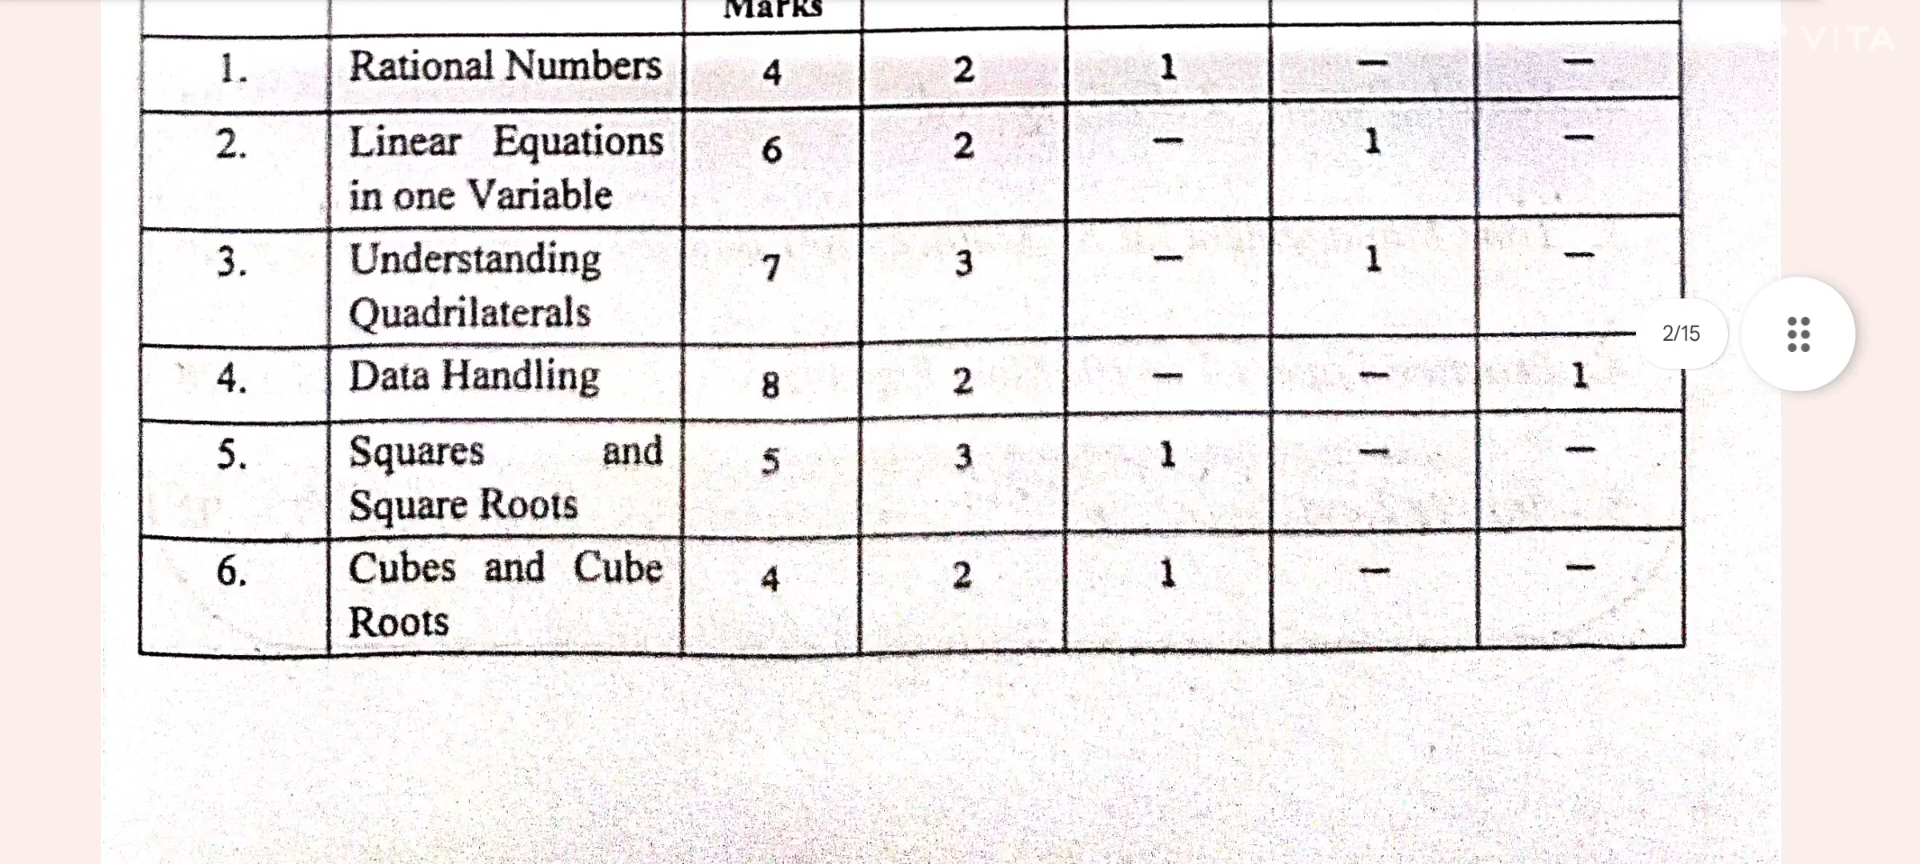 Marks
VITA
1. Rational Numbers 4 2 1 — — 
2. Linear Equations 6 2 — 1 —
in one Variable
3. Understanding 7 3 — 1 —
Quadrilaterals
2/15
4. Data Handling 8 2 — — 1
5. Squares and 5 3 1 — —
Square Roots
6. Cubes and Cube 4 2 1 — —
Roots